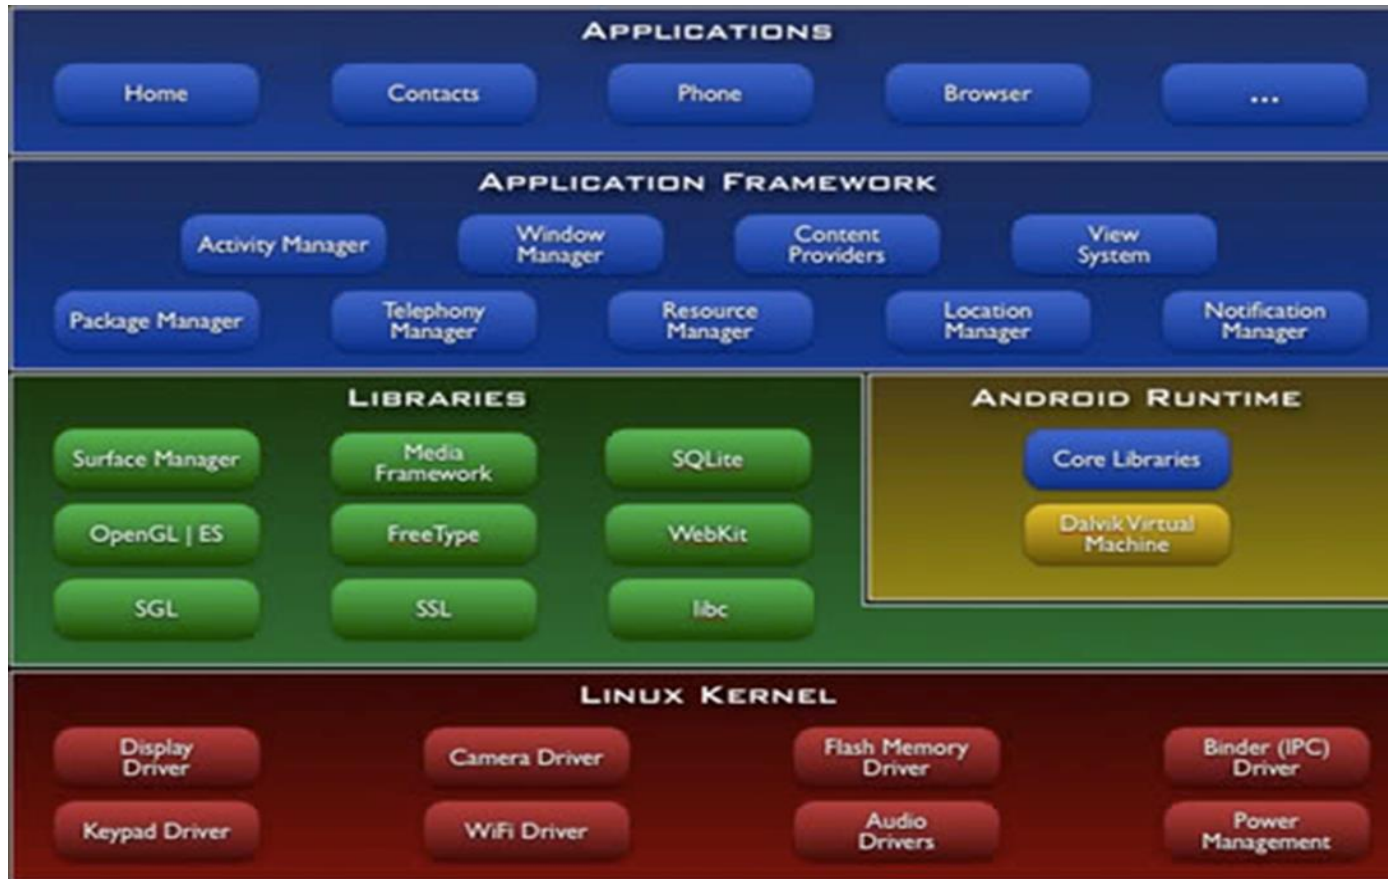 APPLICATIONS
Home
Contacts
Phone
Browser
...
APPLICATION FRAMEWORK
Activity Manager
Window
Manager
Content
Providers
View
System
Package Manager
Telephony
Manager
Resource
Manager
Location
Manager
Notification
Manager
LIBRARIES
Surface Manager
Media
Framework
SQLite
OpenGL | ES
FreeType
WebKit
SGL
SSL
libc
ANDROID RUNTIME
Core Libraries
Dalvik Virtual
Machine
LINUX KERNEL
Display
Driver
Camera Driver
Flash Memory
Driver
Binder (IPC)
Driver
Keypad Driver
WiFi Driver
Audio
Drivers
Power
Management